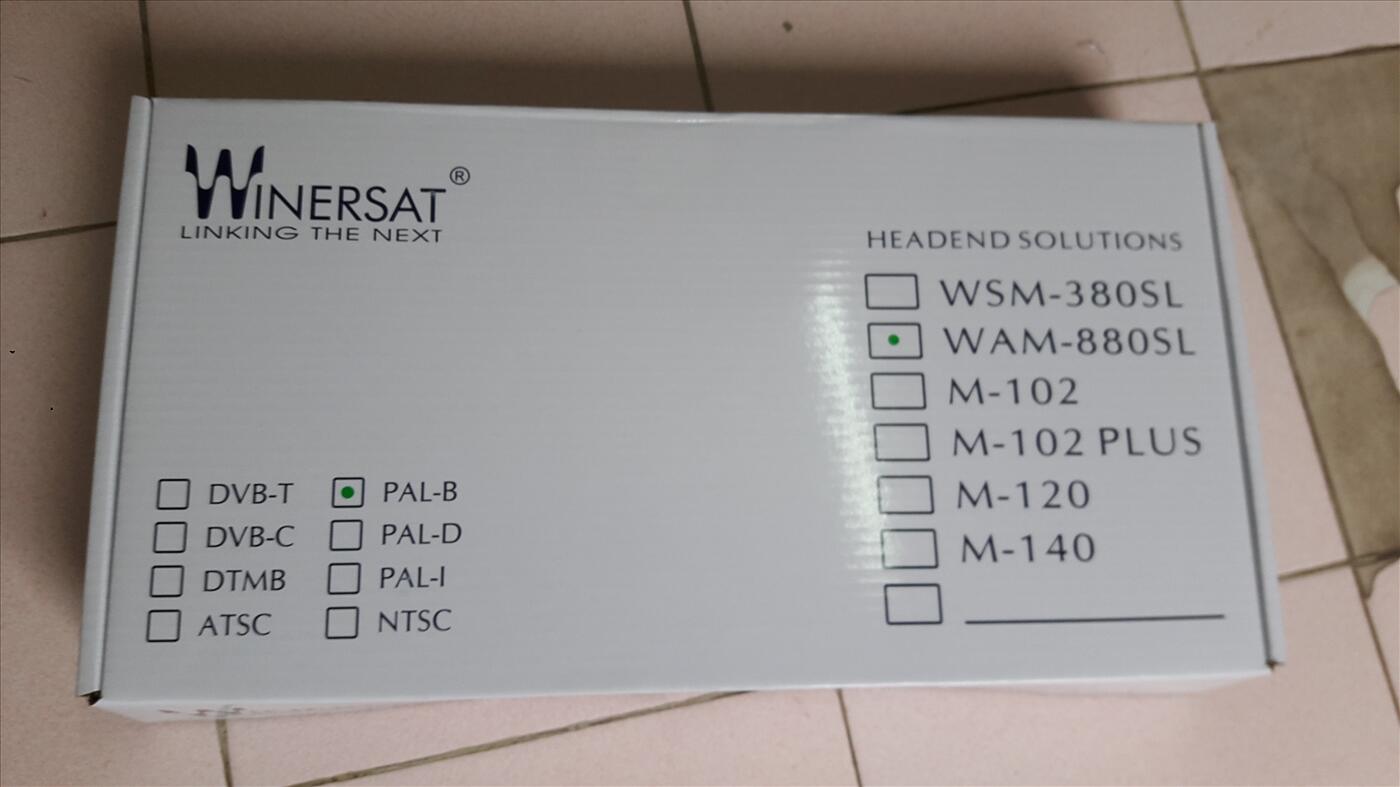 WINERSAT®
LINKING THE NEXT
HEADEND SOLUTIONS
WSM-380SL
WAM-880SL
M-102
M-102 PLUS
M-120
M-140
DVB-T PAL-B
DVB-C PAL-D
DTMB PAL-I
ATSC NTSC